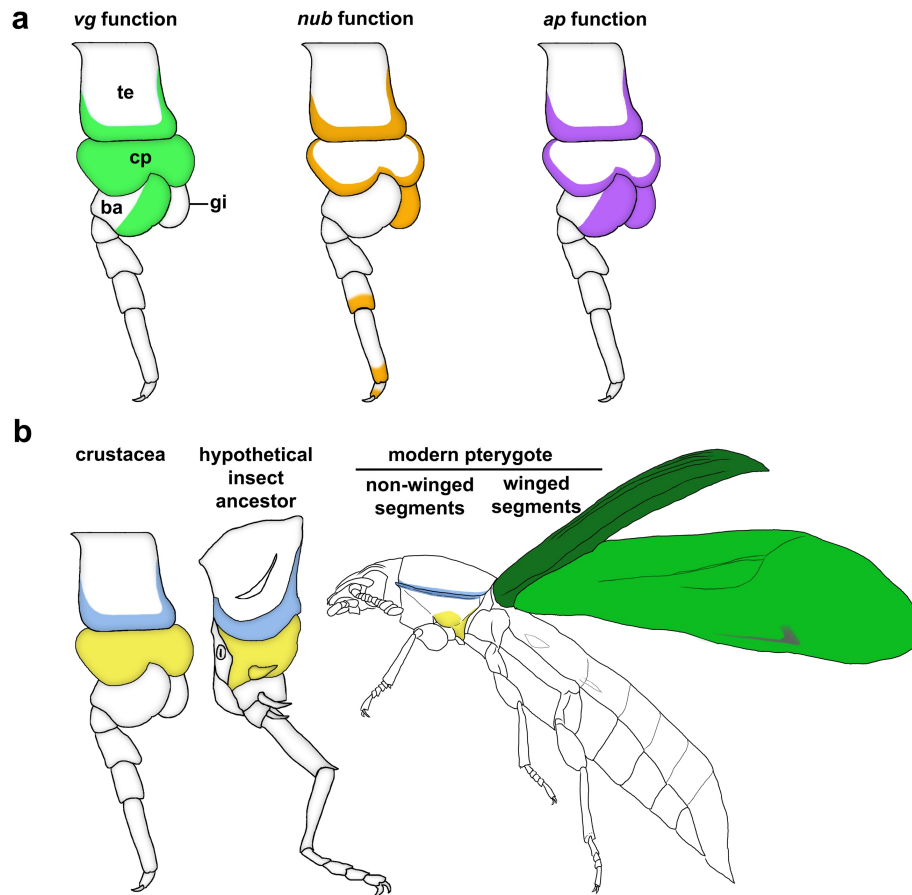 a
vg function
nub function
ap function
te
cp
ba
gi
b
crustacea
hypothetical
insect
ancestor
modern pterygote
non-winged
segments
winged
segments